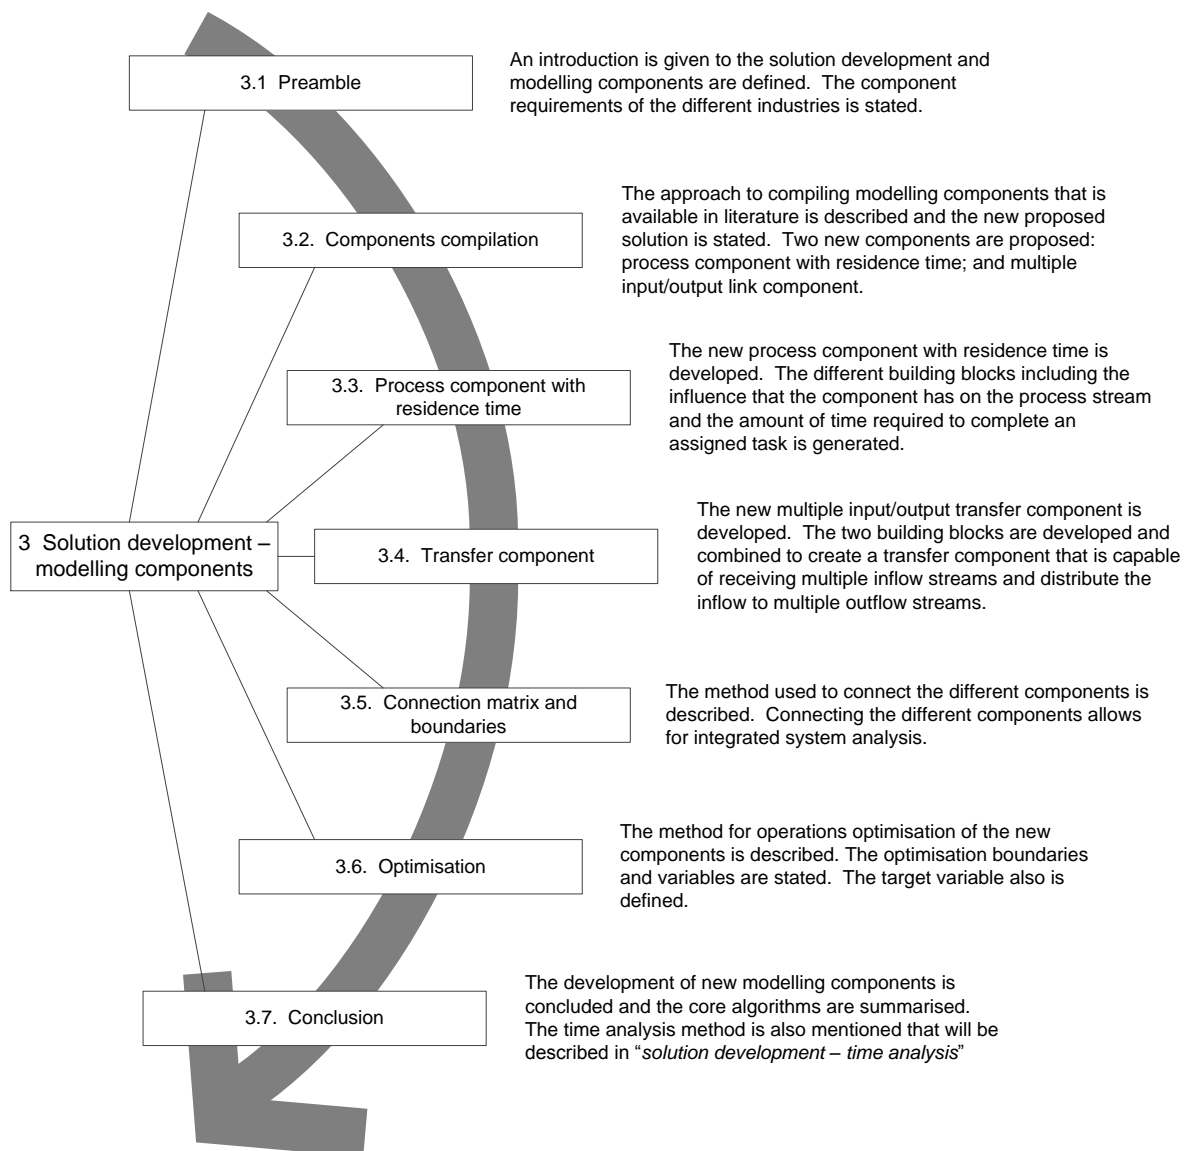 3.1  Preamble
An introduction is given to the solution development and
modelling components are defined.  The component
requirements of the different industries is stated.
3.2.  Components compilation
The approach to compiling modelling components that is
available in literature is described and the new proposed
solution is stated.  Two new components are proposed:
process component with residence time; and multiple
input/output link component.
3.3.  Process component with
residence time
The new process component with residence time is
developed.  The different building blocks including the
influence that the component has on the process stream
and the amount of time required to complete an
assigned task is generated.
3  Solution development –
modelling components
3.4.  Transfer component
The new multiple input/output transfer component is
developed.  The two building blocks are developed and
combined to create a transfer component that is capable
of receiving multiple inflow streams and distribute the
inflow to multiple outflow streams.
3.5.  Connection matrix and
boundaries
The method used to connect the different components is
described.  Connecting the different components allows
for integrated system analysis.
3.6.  Optimisation
The method for operations optimisation of the new
components is described. The optimisation boundaries
and variables are stated.  The target variable also is
defined.
3.7.  Conclusion
The development of new modelling components is
concluded and the core algorithms are summarised.
The time analysis method is also mentioned that will be
described in “solution development – time analysis”